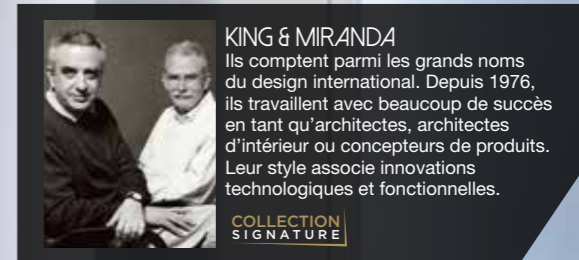 KING & MIRANDA
Ils comptent parmi les grands noms
du design international. Depuis 1976,
ils travaillent avec beaucoup de succès
en tant qu'architectes, architectes
d'intérieur ou concepteurs de produits.
Leur style associe innovations
technologiques et fonctionnelles.
COLLECTION
SIGNATURE